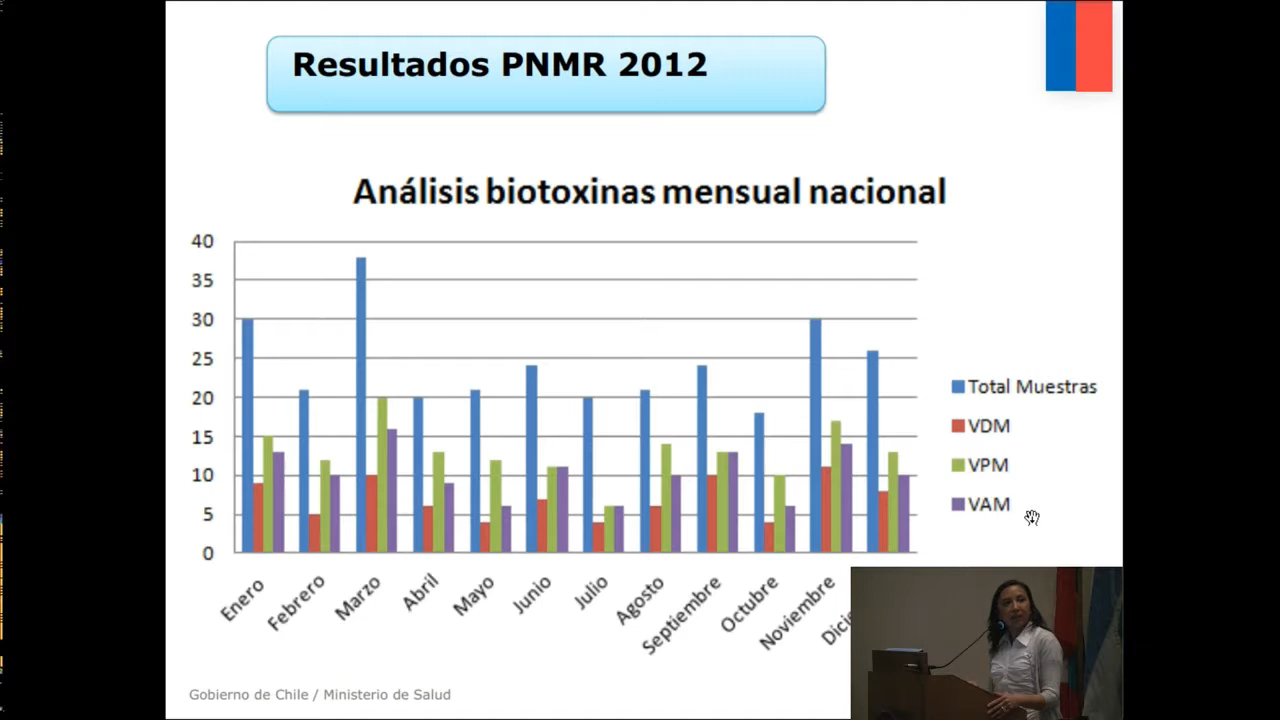 Resultados PNMR 2012
Análisis biotoxinas mensual nacional
40
35
30
25
20
15
10
5
0
Total Muestras
VDM
VPM
VAM
Enero
Febrero
Marzo
Abril
Mayo
Junio
Julio
Agosto
Septiembre
Octubre
Noviembre
Gobierno de Chile / Ministerio de Salud